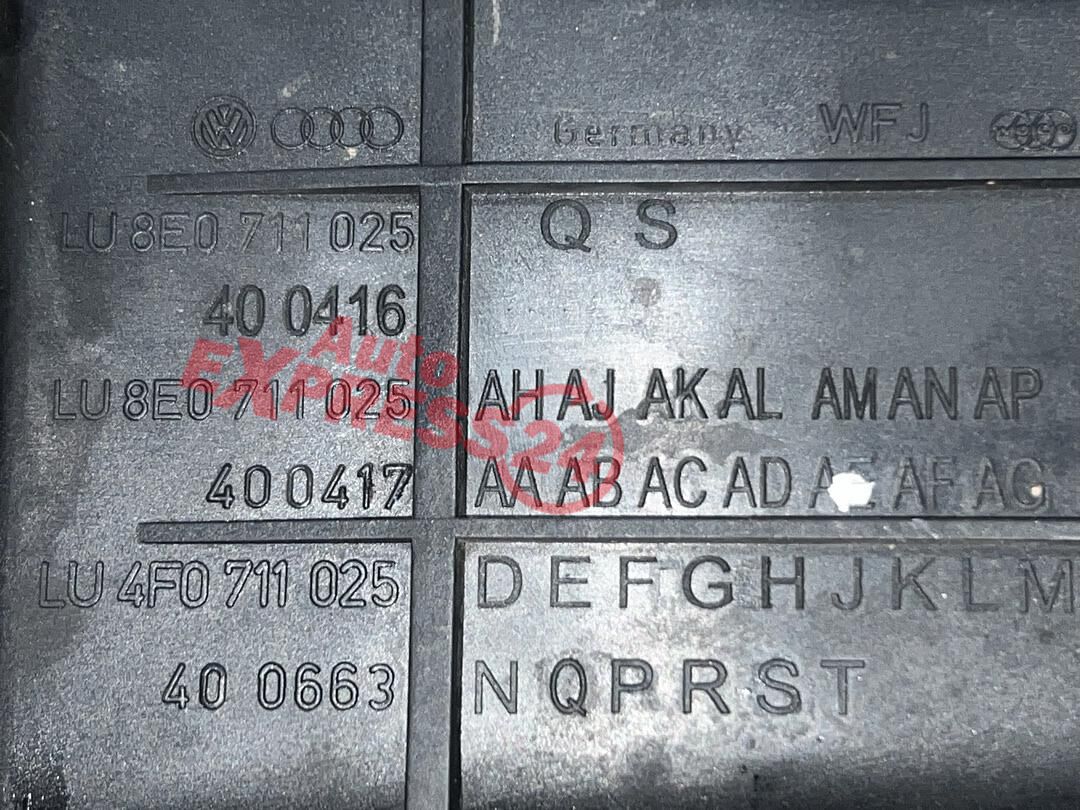 Germany WFJ
LU 8E0 711 025 Q S
40 0416
LU 8E0 711 025 AH AJ AK AL AM AN AP
40 0417 AA AB AC AD AE AF AG
LU 4F0 711 025 D E F G H J K L M
40 0663 N Q P R S T
Auto
EXPRESS24